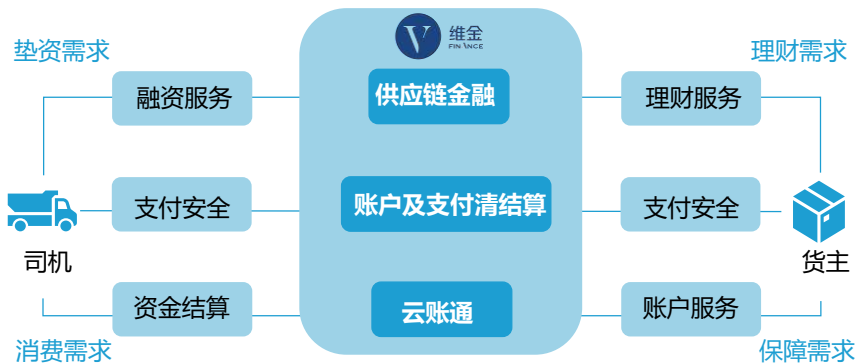 维金
FIN\NCE
垫资需求
理财需求
融资服务
供应链金融
理财服务
支付安全
账户及支付清结算
支付安全
司机
货主
资金结算
云账通
账户服务
消费需求
保障需求